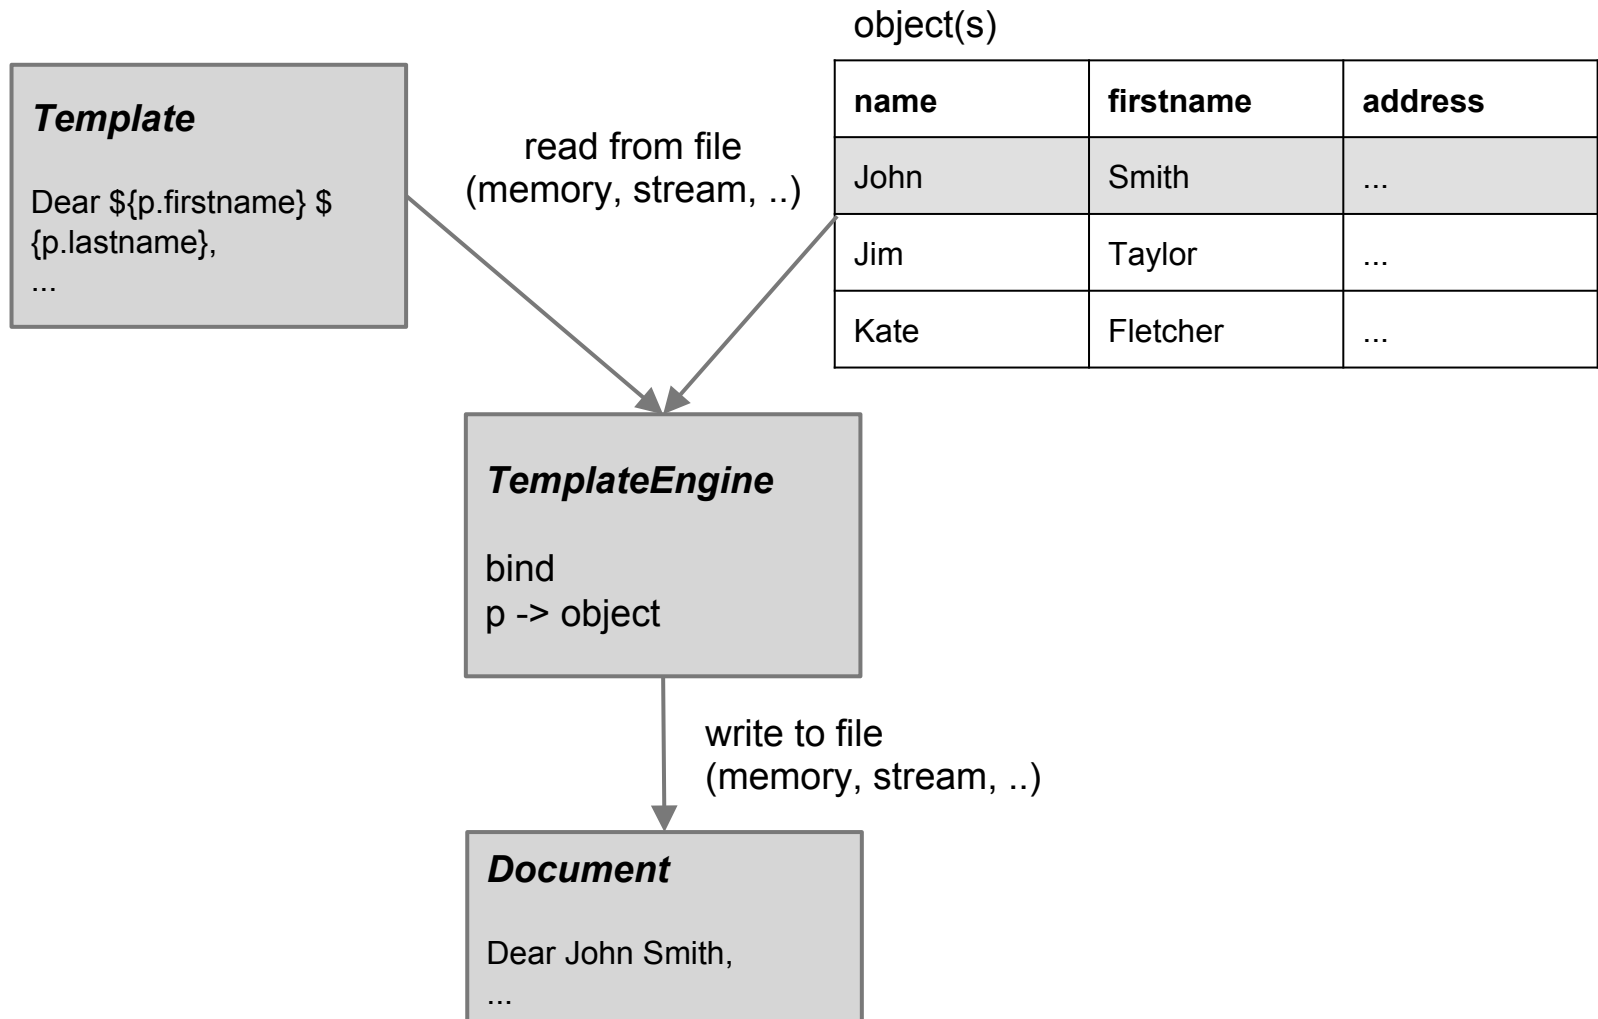 object(s)
Template
Dear ${p.firstname} $
{p.lastname},
...
read from file
(memory, stream, ..)
name firstname address
John Smith ...
Jim Taylor ...
Kate Fletcher ...
TemplateEngine
bind
p -> object
write to file
(memory, stream, ..)
Document
Dear John Smith,
...